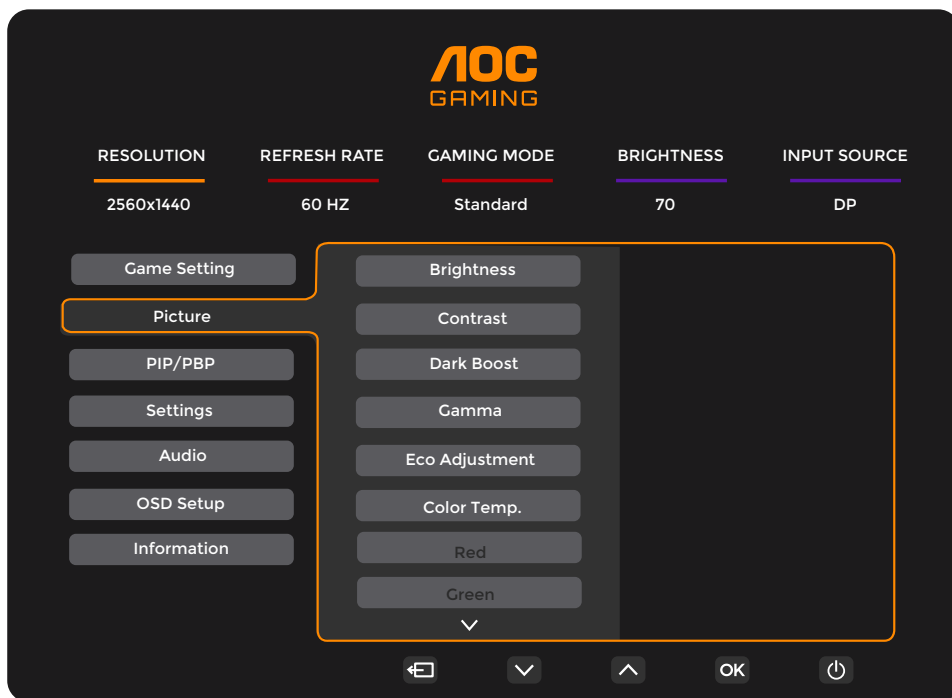 AOC
GAMING
RESOLUTION REFRESH RATE GAMING MODE BRIGHTNESS INPUT SOURCE
2560x1440 60 HZ Standard 70 DP
Game Setting
Picture
PIP/PBP
Settings
Audio
OSD Setup
Information
Brightness
Contrast
Dark Boost
Gamma
Eco Adjustment
Color Temp.
Red
Green
OK